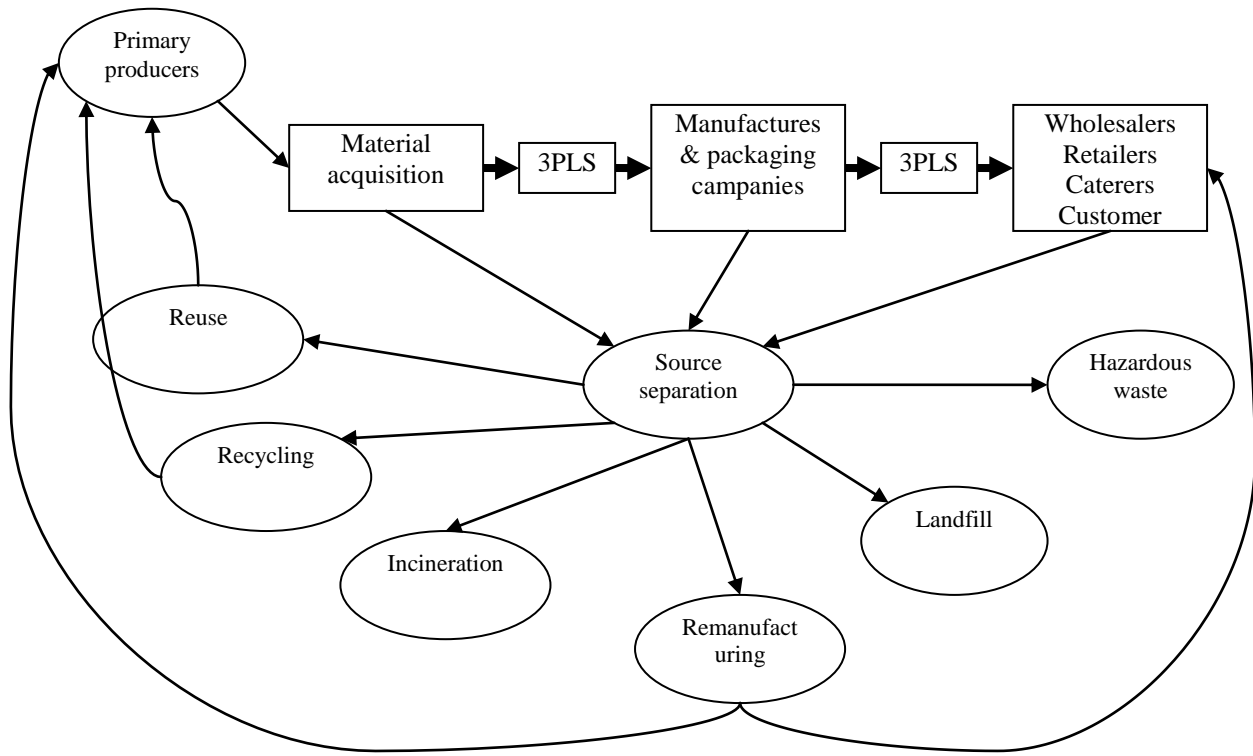 Primary
producers
Material
acquisition
3PLS
Manufactures
& packaging
campanies
3PLS
Wholesalers
Retailers
Caterers
Customer
Reuse
Source
separation
Hazardous
waste
Recycling
Landfill
Incineration
Remanufact
uring